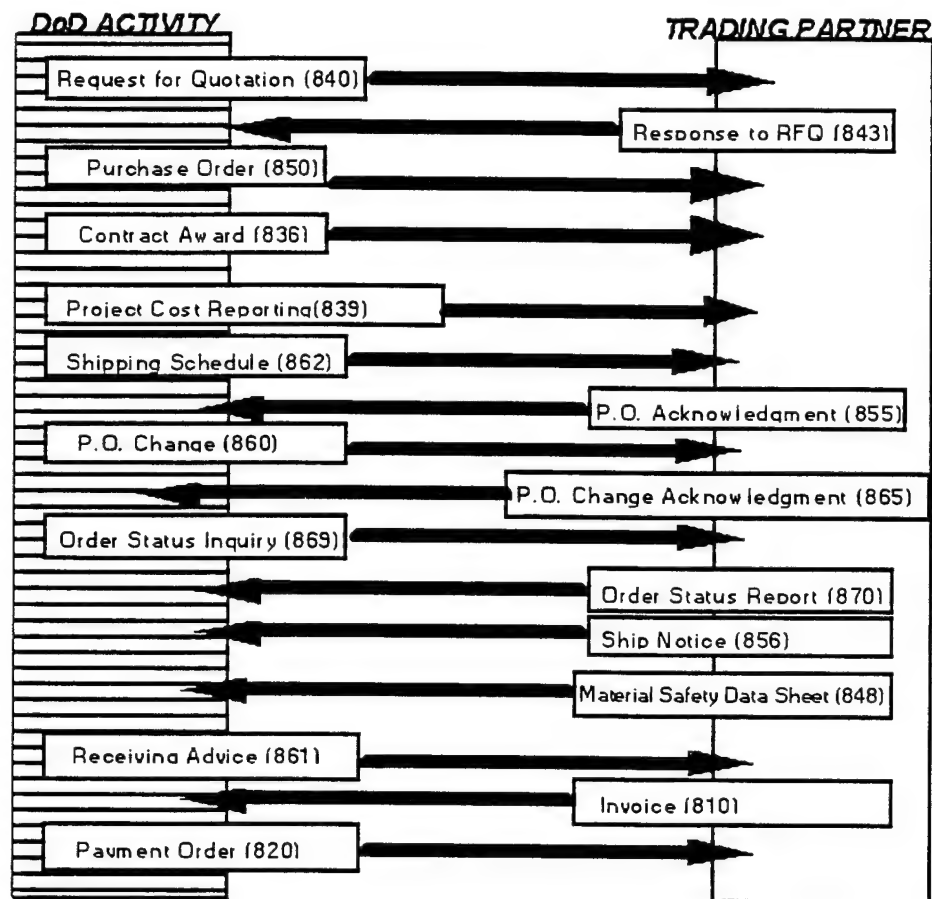 DoD ACTIVITY
TRADING PARTNER
Request for Quotation (840)
Response to RFQ (843)
Purchase Order (850)
Contract Award (836)
Project Cost Reporting(839)
Shipping Schedule (862)
P.O. Acknowledgment (855)
P.O. Change (860)
P.O. Change Acknowledgment (865)
Order Status Inquiry (869)
Order Status Report (870)
Ship Notice (856)
Material Safety Data Sheet (848)
Receiving Advice (861)
Invoice (810)
Payment Order (820)